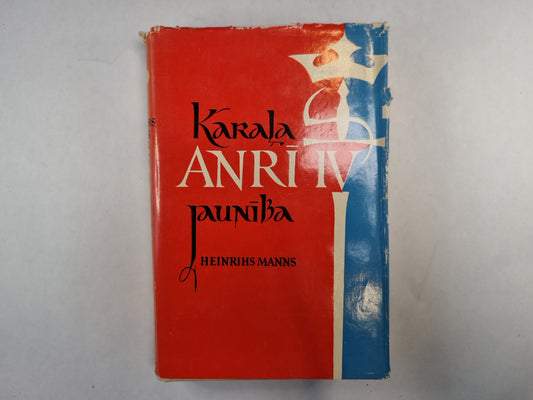 Karaļa
ANRĪ IV
jaunība
HEINRIHS MANNS